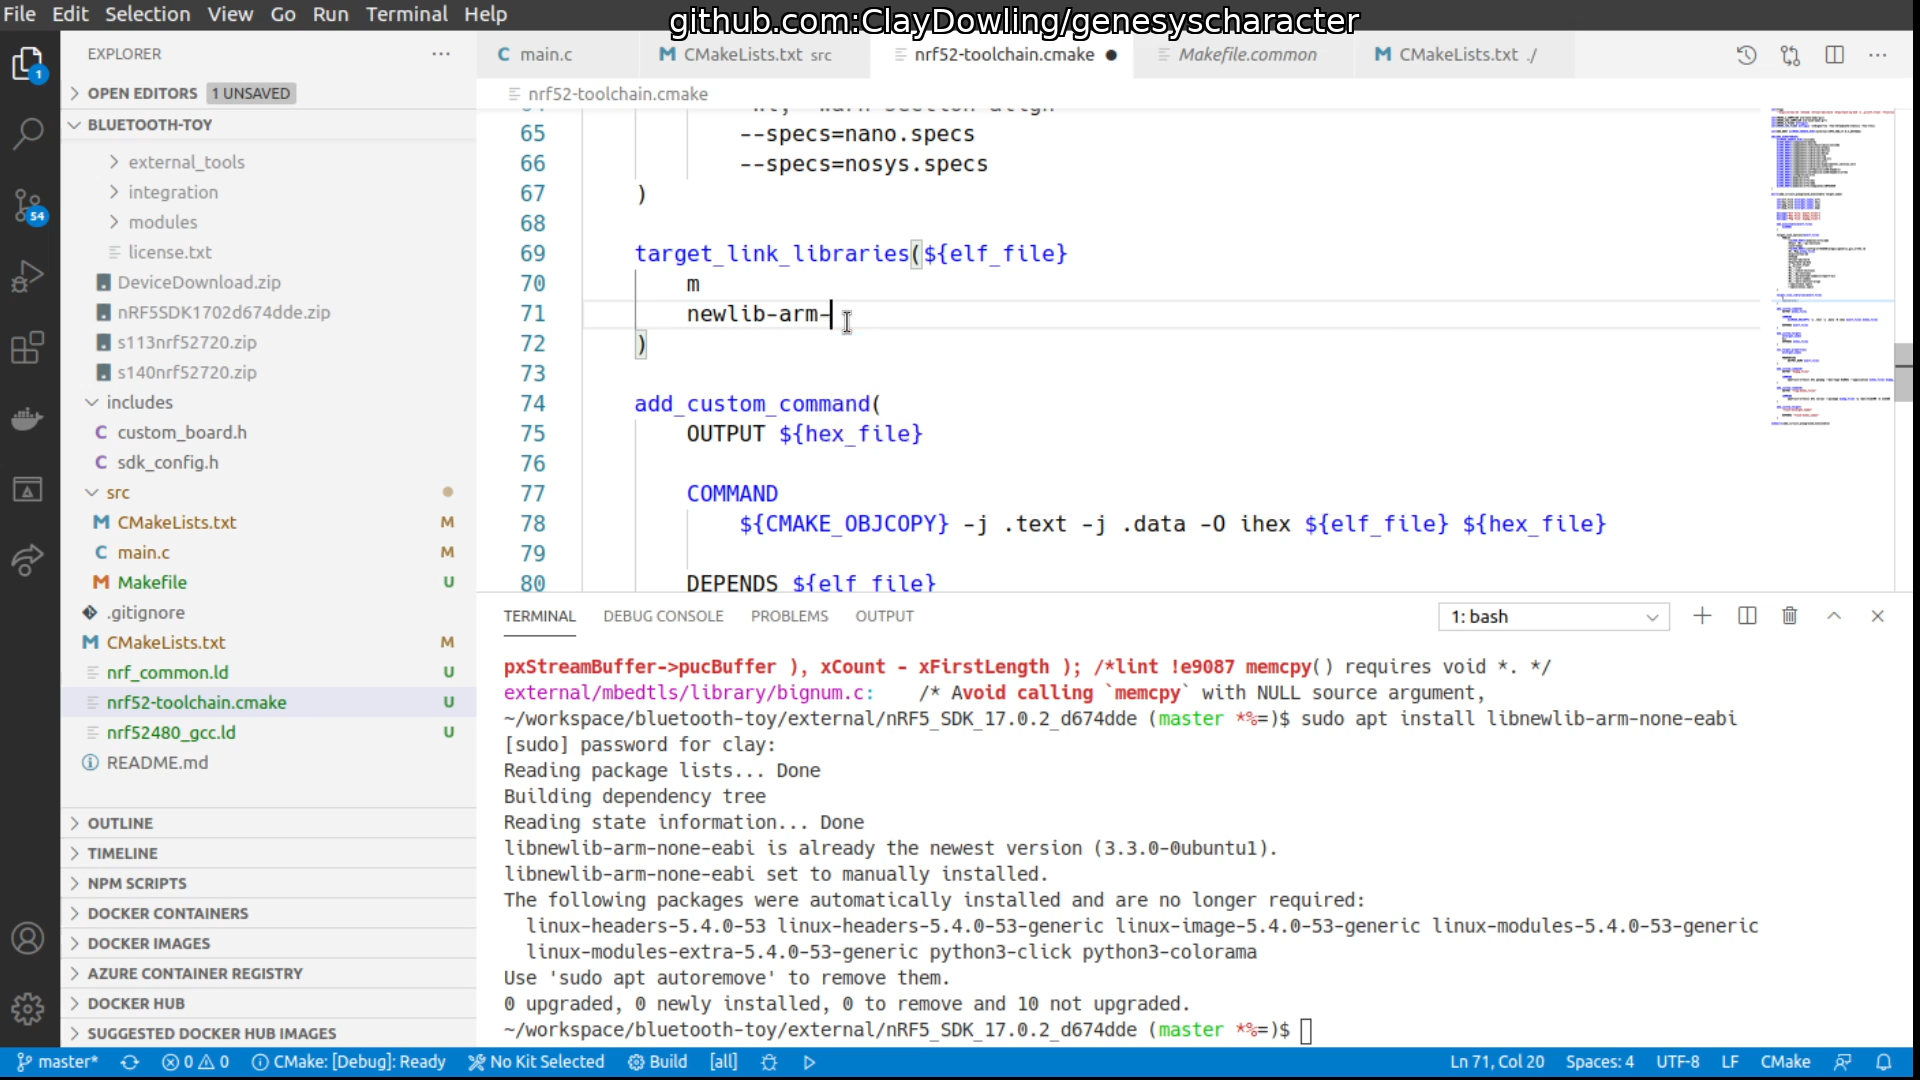 File Edit Selection View Go Run Terminal Help
github.com:ClayDowling/genesyscharacter
EXPLORER
main.c
CMakeLists.txt src
nrf52-toolchain.cmake
Makefile.common
CMakeLists.txt ./
OPEN EDITORS 1 UNSAVED
nrf52-toolchain.cmake
BLUETOOTH-TOY
external_tools
integration
modules
license.txt
DeviceDownload.zip
nRF5SDK1702d674dde.zip
s113nrf52720.zip
s140nrf52720.zip
includes
C custom_board.h
C sdk_config.h
src
CMakeLists.txt M
C main.c M
Makefile U
.gitignore
CMakeLists.txt M
nrf_common.ld U
nrf52-toolchain.cmake U
nrf52480_gcc.ld U
README.md
OUTLINE
TIMELINE
NPM SCRIPTS
DOCKER CONTAINERS
DOCKER IMAGES
AZURE CONTAINER REGISTRY
DOCKER HUB
SUGGESTED DOCKER HUB IMAGES
1
54
65 --specs=nano.specs
66 --specs=nosys.specs
67 )
68
69 target_link_libraries(${elf_file}
70 m
71 newlib-arm-
72 )
73
74 add_custom_command(
75 OUTPUT ${hex_file}
76
77 COMMAND
78 ${CMAKE_OBJCOPY} -j .text -j .data -O ihex ${elf_file} ${hex_file}
79
80 DEPENDS ${elf_file}
TERMINAL DEBUG CONSOLE PROBLEMS OUTPUT 1: bash
pxStreamBuffer->pucBuffer ), xCount - xFirstLength ); /*lint !e9087 memcpy() requires void *. */
external/mbedtls/library/bignum.c: /* Avoid calling `memcpy` with NULL source argument,
~/workspace/bluetooth-toy/external/nRF5_SDK_17.0.2_d674dde (master *%=)$ sudo apt install libnewlib-arm-none-eabi
[sudo] password for clay:
Reading package lists... Done
Building dependency tree
Reading state information... Done
libnewlib-arm-none-eabi is already the newest version (3.3.0-0ubuntu1).
libnewlib-arm-none-eabi set to manually installed.
The following packages were automatically installed and are no longer required:
linux-headers-5.4.0-53 linux-headers-5.4.0-53-generic linux-image-5.4.0-53-generic linux-modules-5.4.0-53-generic
linux-modules-extra-5.4.0-53-generic python3-click python3-colorama
Use 'sudo apt autoremove' to remove them.
0 upgraded, 0 newly installed, 0 to remove and 10 not upgraded.
~/workspace/bluetooth-toy/external/nRF5_SDK_17.0.2_d674dde (master *%=)$
master* 0 0 CMake: [Debug]: Ready No Kit Selected Build [all] Ln 71, Col 20 Spaces: 4 UTF-8 LF CMake